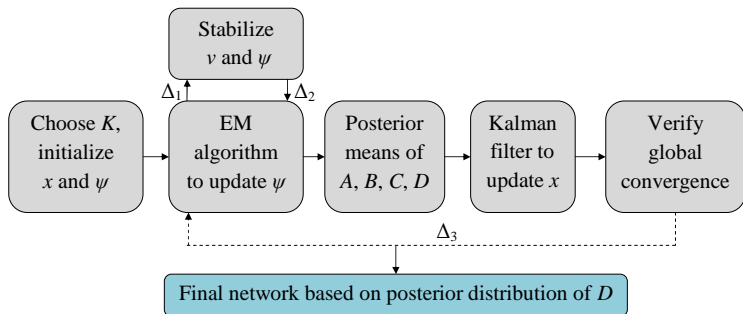 Stabilize
v and ψ
Δ1
Δ2
Choose K,
initialize
x and ψ
EM
algorithm
to update ψ
Posterior
means of
A, B, C, D
Kalman
filter to
update x
Verify
global
convergence
Δ3
Final network based on posterior distribution of D